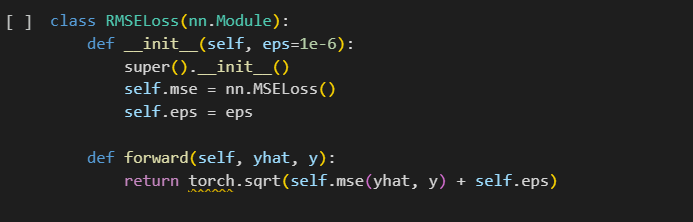 [ ] class RMSELoss(nn.Module):
    def __init__(self, eps=1e-6):
        super().__init__()
        self.mse = nn.MSELoss()
        self.eps = eps

    def forward(self, yhat, y):
        return torch.sqrt(self.mse(yhat, y) + self.eps)